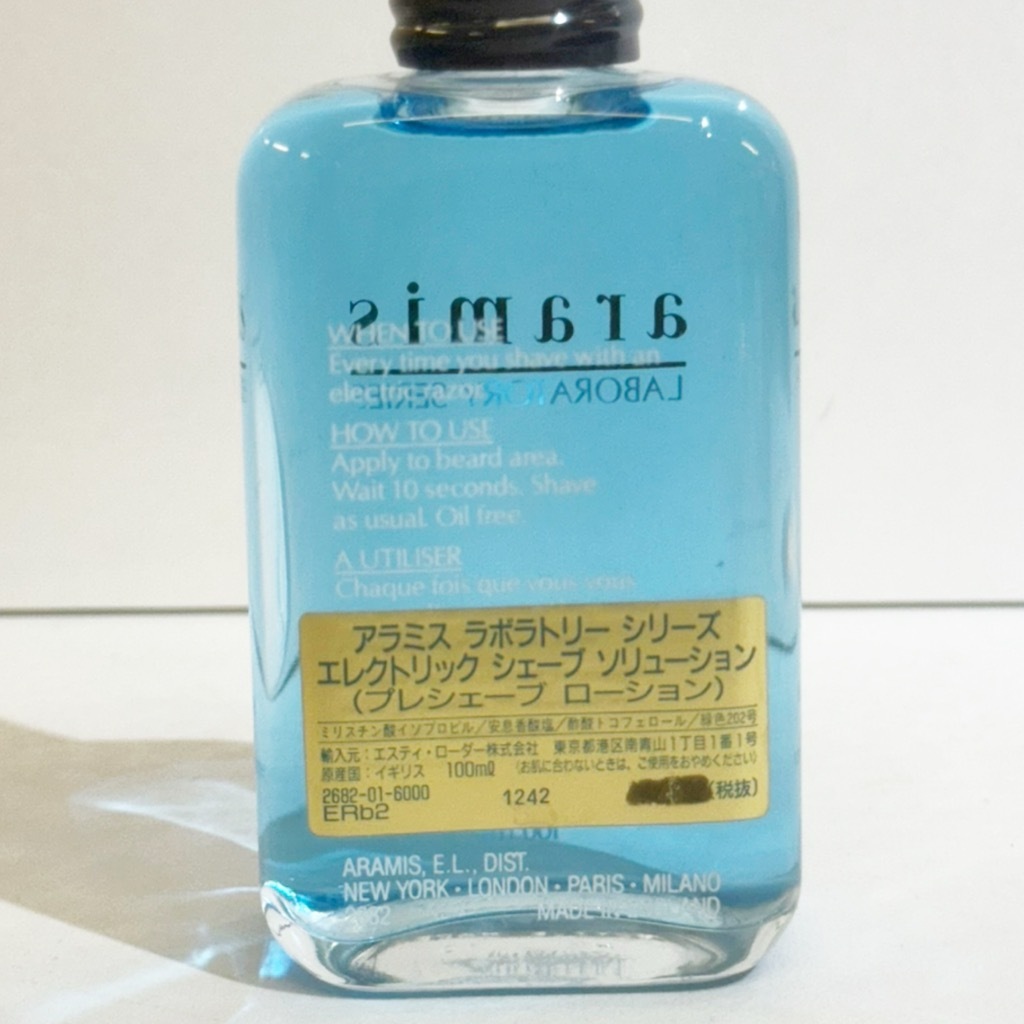 aramis
LABORATORY SERIES
WHEN TO USE
Every time you shave with an
electric razor.
HOW TO USE
Apply to beard area.
Wait 10 seconds. Shave
as usual. Oil free.
A UTILISER
Chaque fois que vous vous
アラミス ラボラトリー シリーズ
エレクトリック シェーブ ソリューション
(プレシェーブ ローション)
ミリスチン酸イソプロピル/安息香酸塩/酢酸トコフェロール/緑色202号
輸入元:エスティ・ローダー株式会社 東京都港区南青山1丁目1番1号
原産国:イギリス 100ml (お肌に合わないときは、ご使用をおやめください)
2682-01-6000 1242 (税抜)
ERb2
ARAMIS, E.L., DIST.
NEW YORK · LONDON · PARIS · MILANO
MADE IN